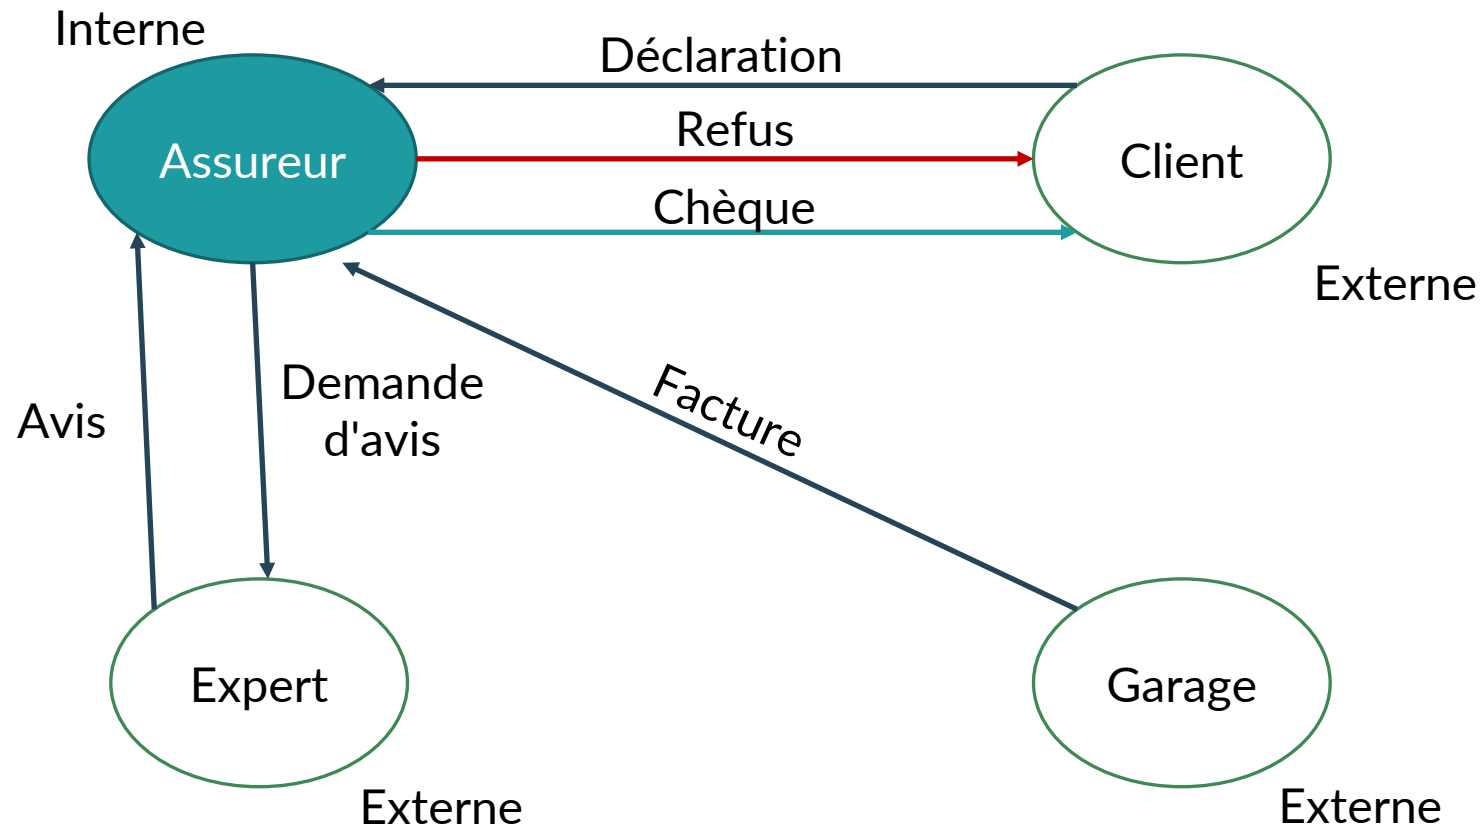 Interne
Déclaration
Refus
Assureur
Client
Chèque
Externe
Demande
d'avis
Facture
Avis
Expert
Garage
Externe
Externe